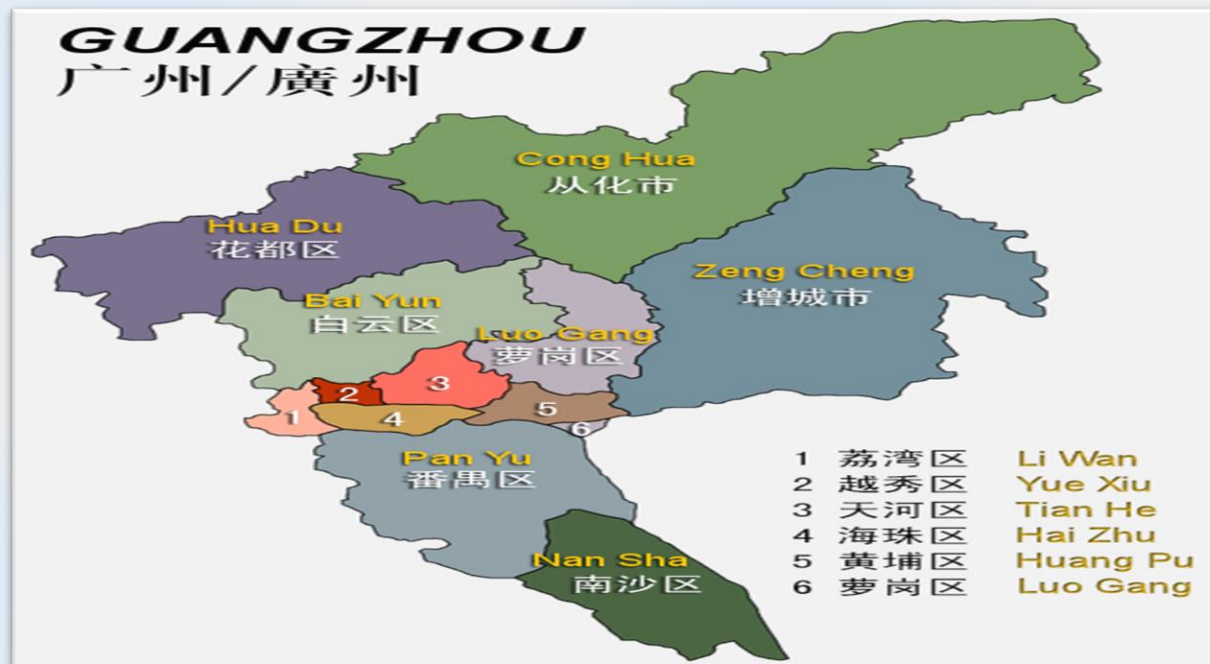 GUANGZHOU
广州/廣州
Cong Hua
从化市
Hua Du
花都区
Zeng Cheng
增城市
Bai Yun
白云区
Luo Gang
萝岗区
3
2
1
4
5
6
Pan Yu
番禺区
Nan Sha
南沙区
1 荔湾区 Li Wan
2 越秀区 Yue Xiu
3 天河区 Tian He
4 海珠区 Hai Zhu
5 黄埔区 Huang Pu
6 萝岗区 Luo Gang